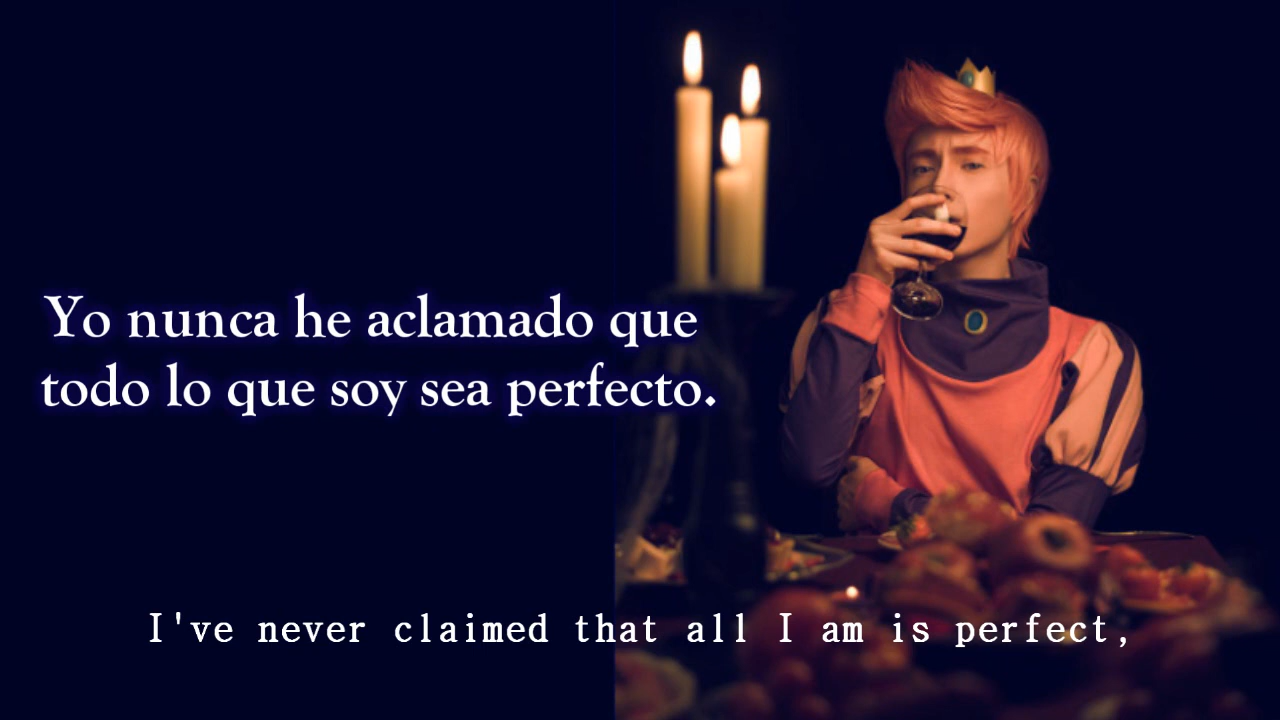 Yo nunca he aclamado que
todo lo que soy sea perfecto.
I've never claimed that all I am is perfect,